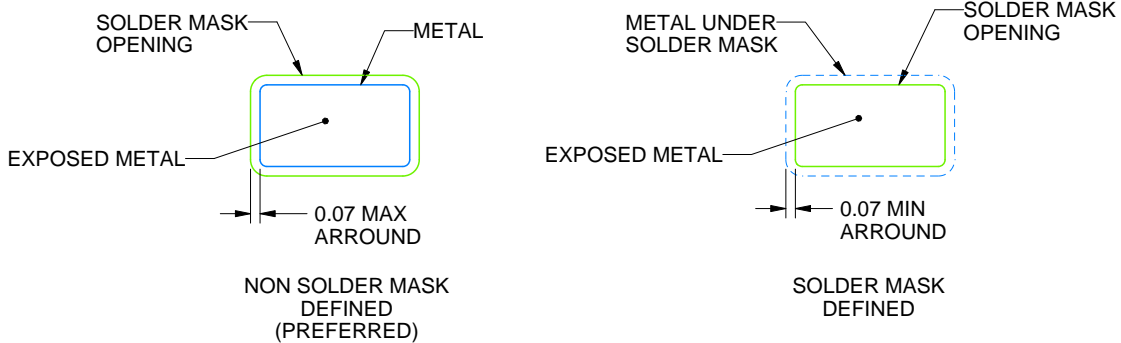 SOLDER MASK
OPENING
METAL
EXPOSED METAL
0.07 MAX
ARROUND
NON SOLDER MASK
DEFINED
(PREFERRED)
METAL UNDER
SOLDER MASK
SOLDER MASK
OPENING
EXPOSED METAL
0.07 MIN
ARROUND
SOLDER MASK
DEFINED